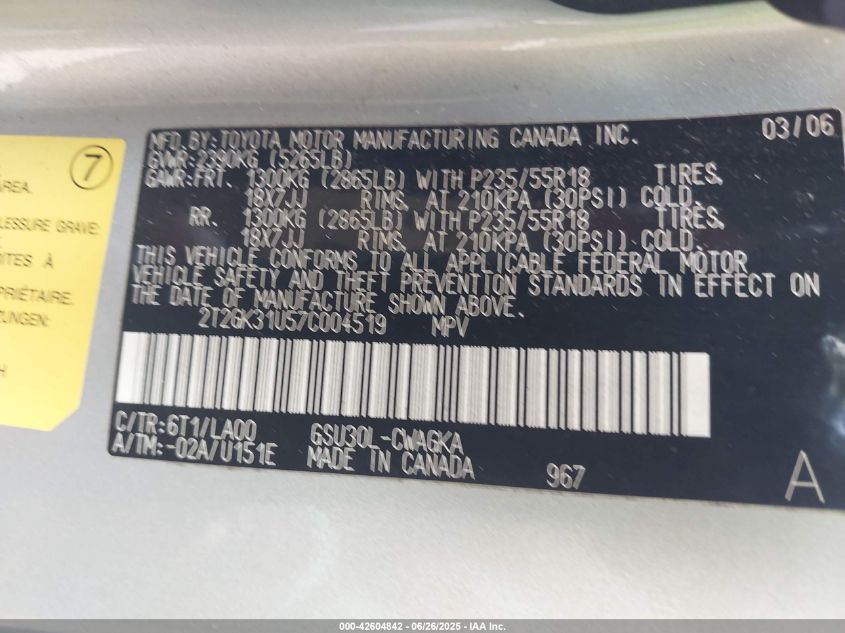 MFD. BY: TOYOTA MOTOR MANUFACTURING CANADA INC. 03/06
GVWR: 2390KG (5265LB)
GAWR: FRT. 1300KG (2865LB) WITH P235/55R18 TIRES,
18X7JJ RIMS, AT 210KPA (30PSI) COLD.
RR. 1300KG (2865LB) WITH P235/55R18 TIRES,
18X7JJ RIMS, AT 210KPA (30PSI) COLD.
THIS VEHICLE CONFORMS TO ALL APPLICABLE FEDERAL MOTOR
VEHICLE SAFETY AND THEFT PREVENTION STANDARDS IN EFFECT ON
THE DATE OF MANUFACTURE SHOWN ABOVE.
2T2GK31U57C004519 MPV
C/TR: 6T1/LA00 GSU30L-CWAGKA
A/TM: -02A/U151E MADE IN CANADA 967 A
7
AREA.
LESSURE GRAVE:
OITES À
PRIÉTAIRE.
TZUNGEN:
H
000-42604842 - 06/26/2025 - IAA Inc.